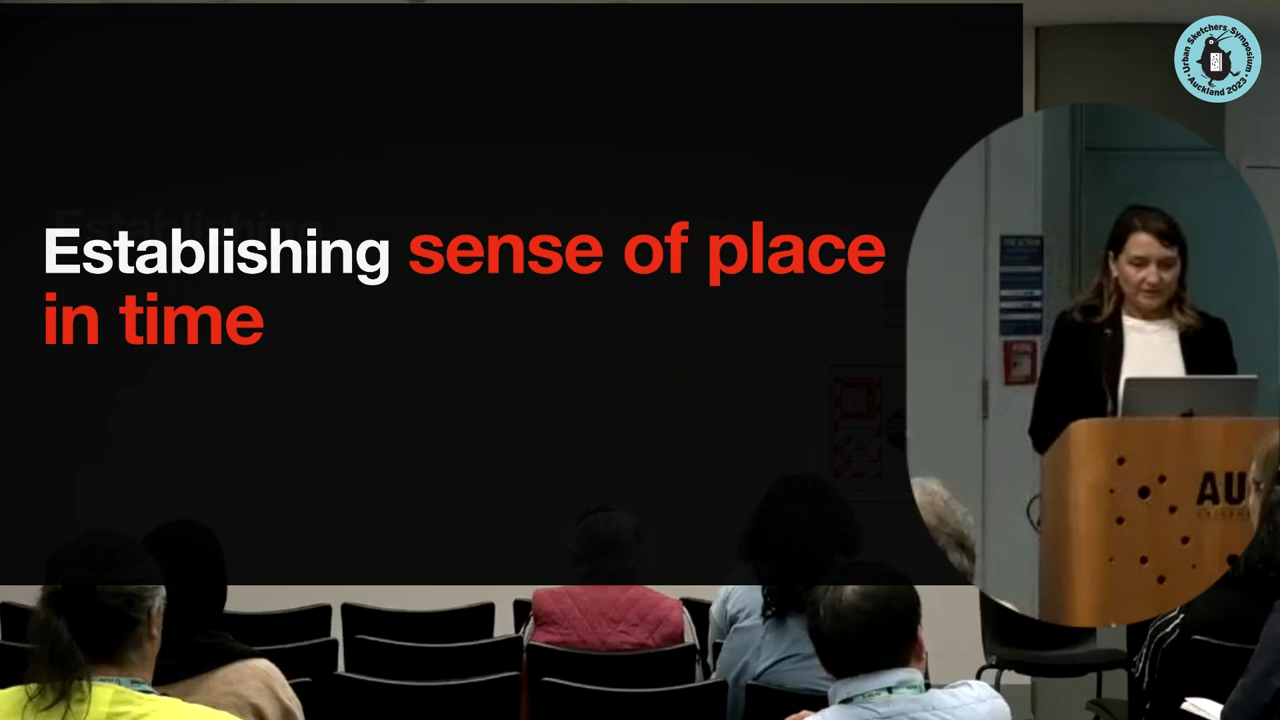 Urban Sketchers Symposium
Auckland 2023
Establishing sense of place
in time
AU